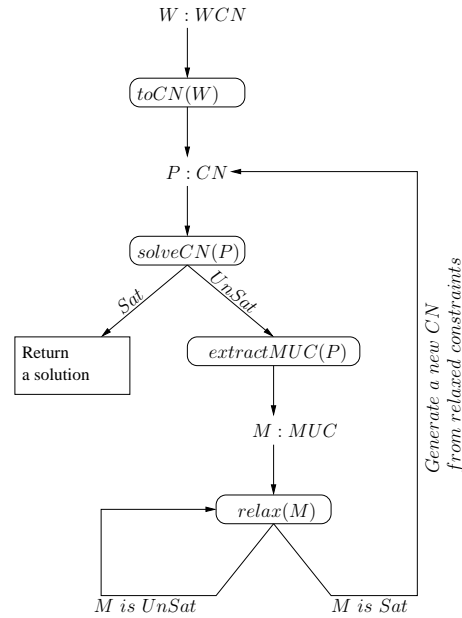 W : WCN
toCN(W)
P : CN
solveCN(P)
Sat
UnSat
Return
a solution
extractMUC(P)
M : MUC
relax(M)
M is UnSat
M is Sat
Generate a new CN
from relaxed constraints